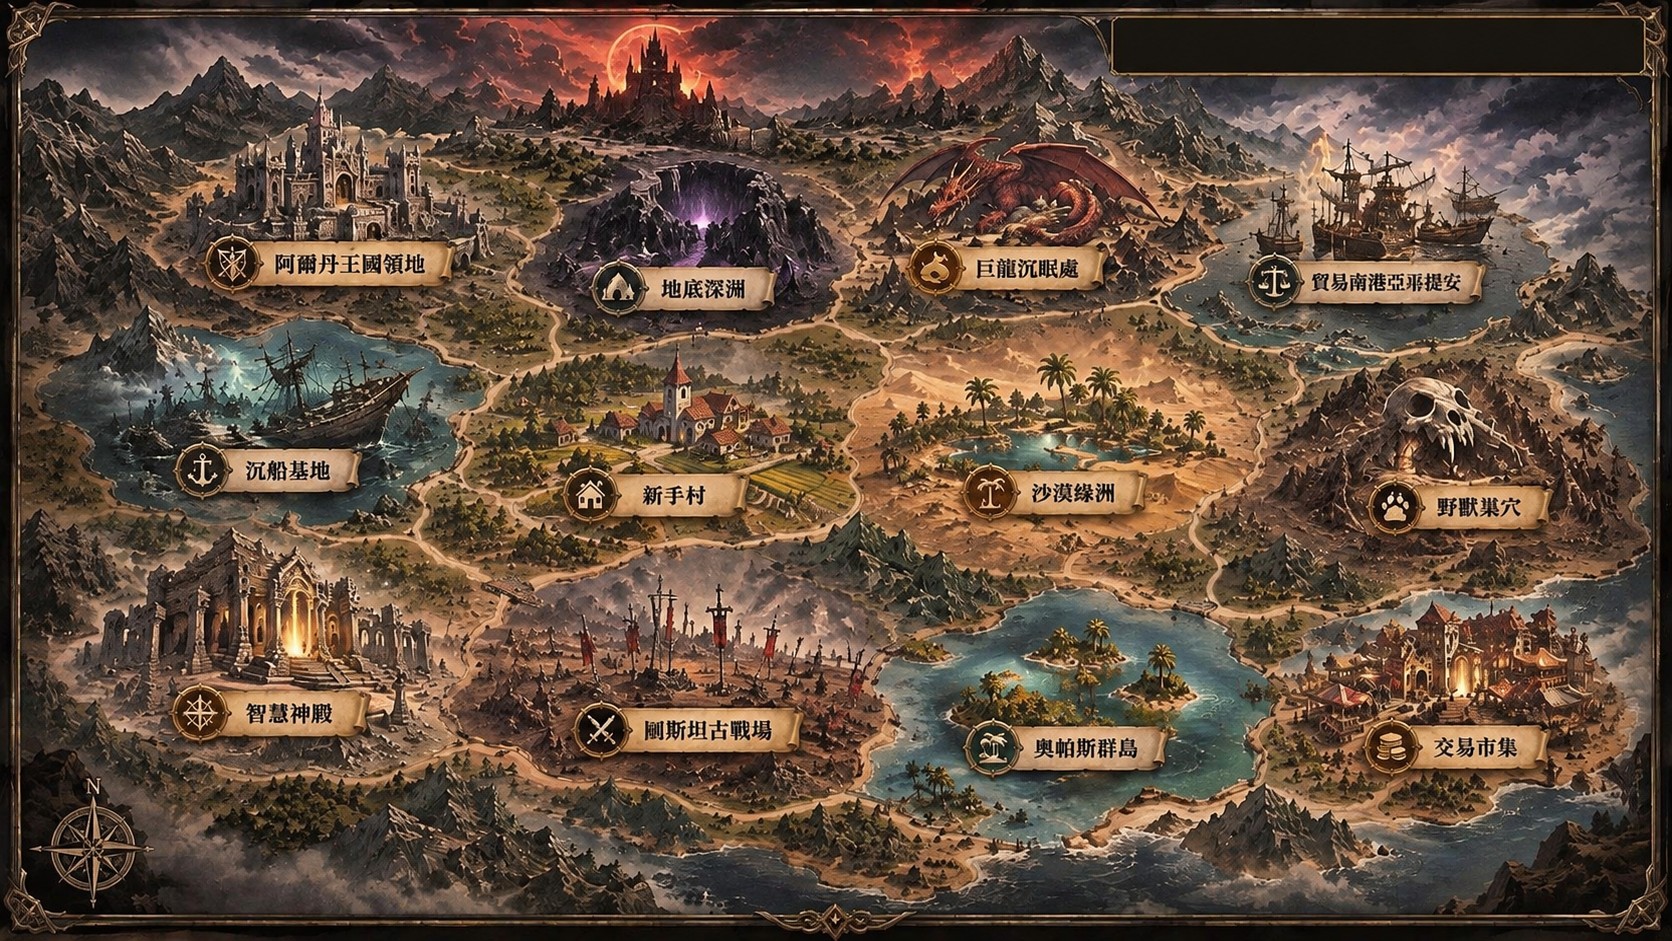 阿爾丹王國領地
地底深洲
巨龍沉眠處
貿易南港亞提安
沉船基地
新手村
沙漠綠洲
野獸巢穴
智慧神殿
剛斯坦古戰場
奧帕斯群島
交易市集
N